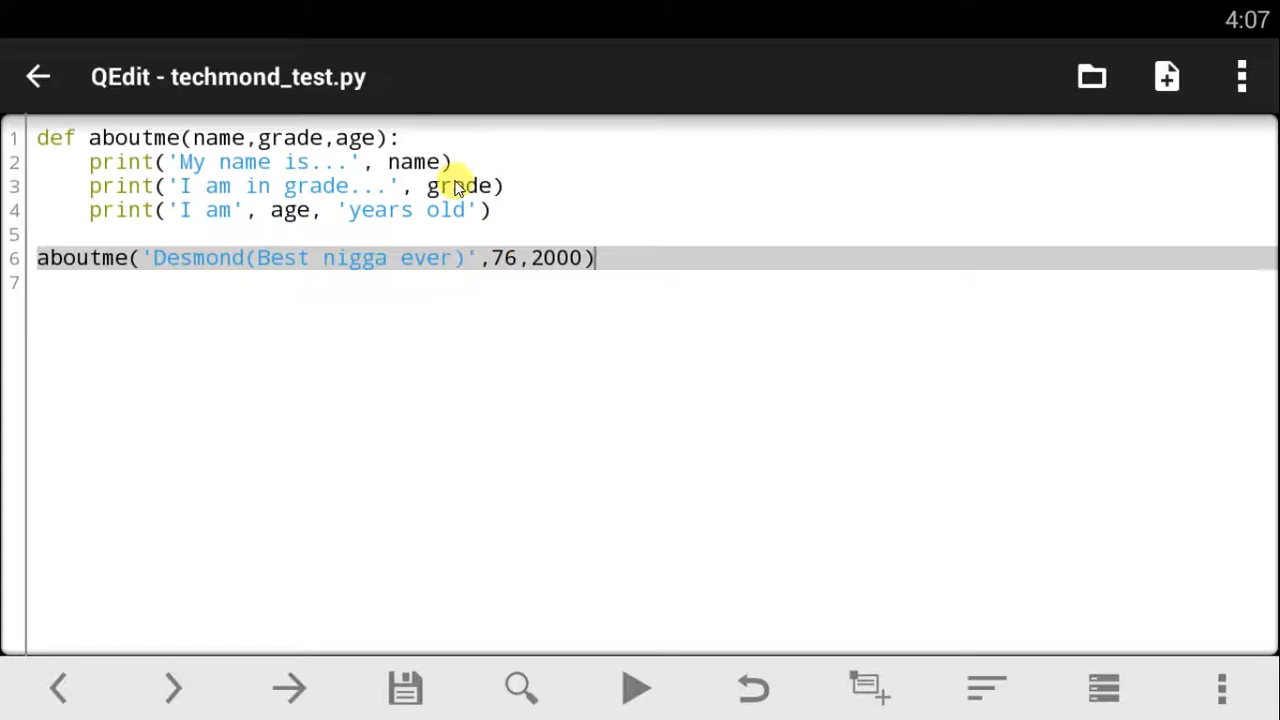 4:07
QEdit - techmond_test.py
1 def aboutme(name,grade,age):
2     print('My name is...', name)
3     print('I am in grade...', grade)
4     print('I am', age, 'years old')
5
6 aboutme('Desmond(Best nigga ever)',76,2000)
7